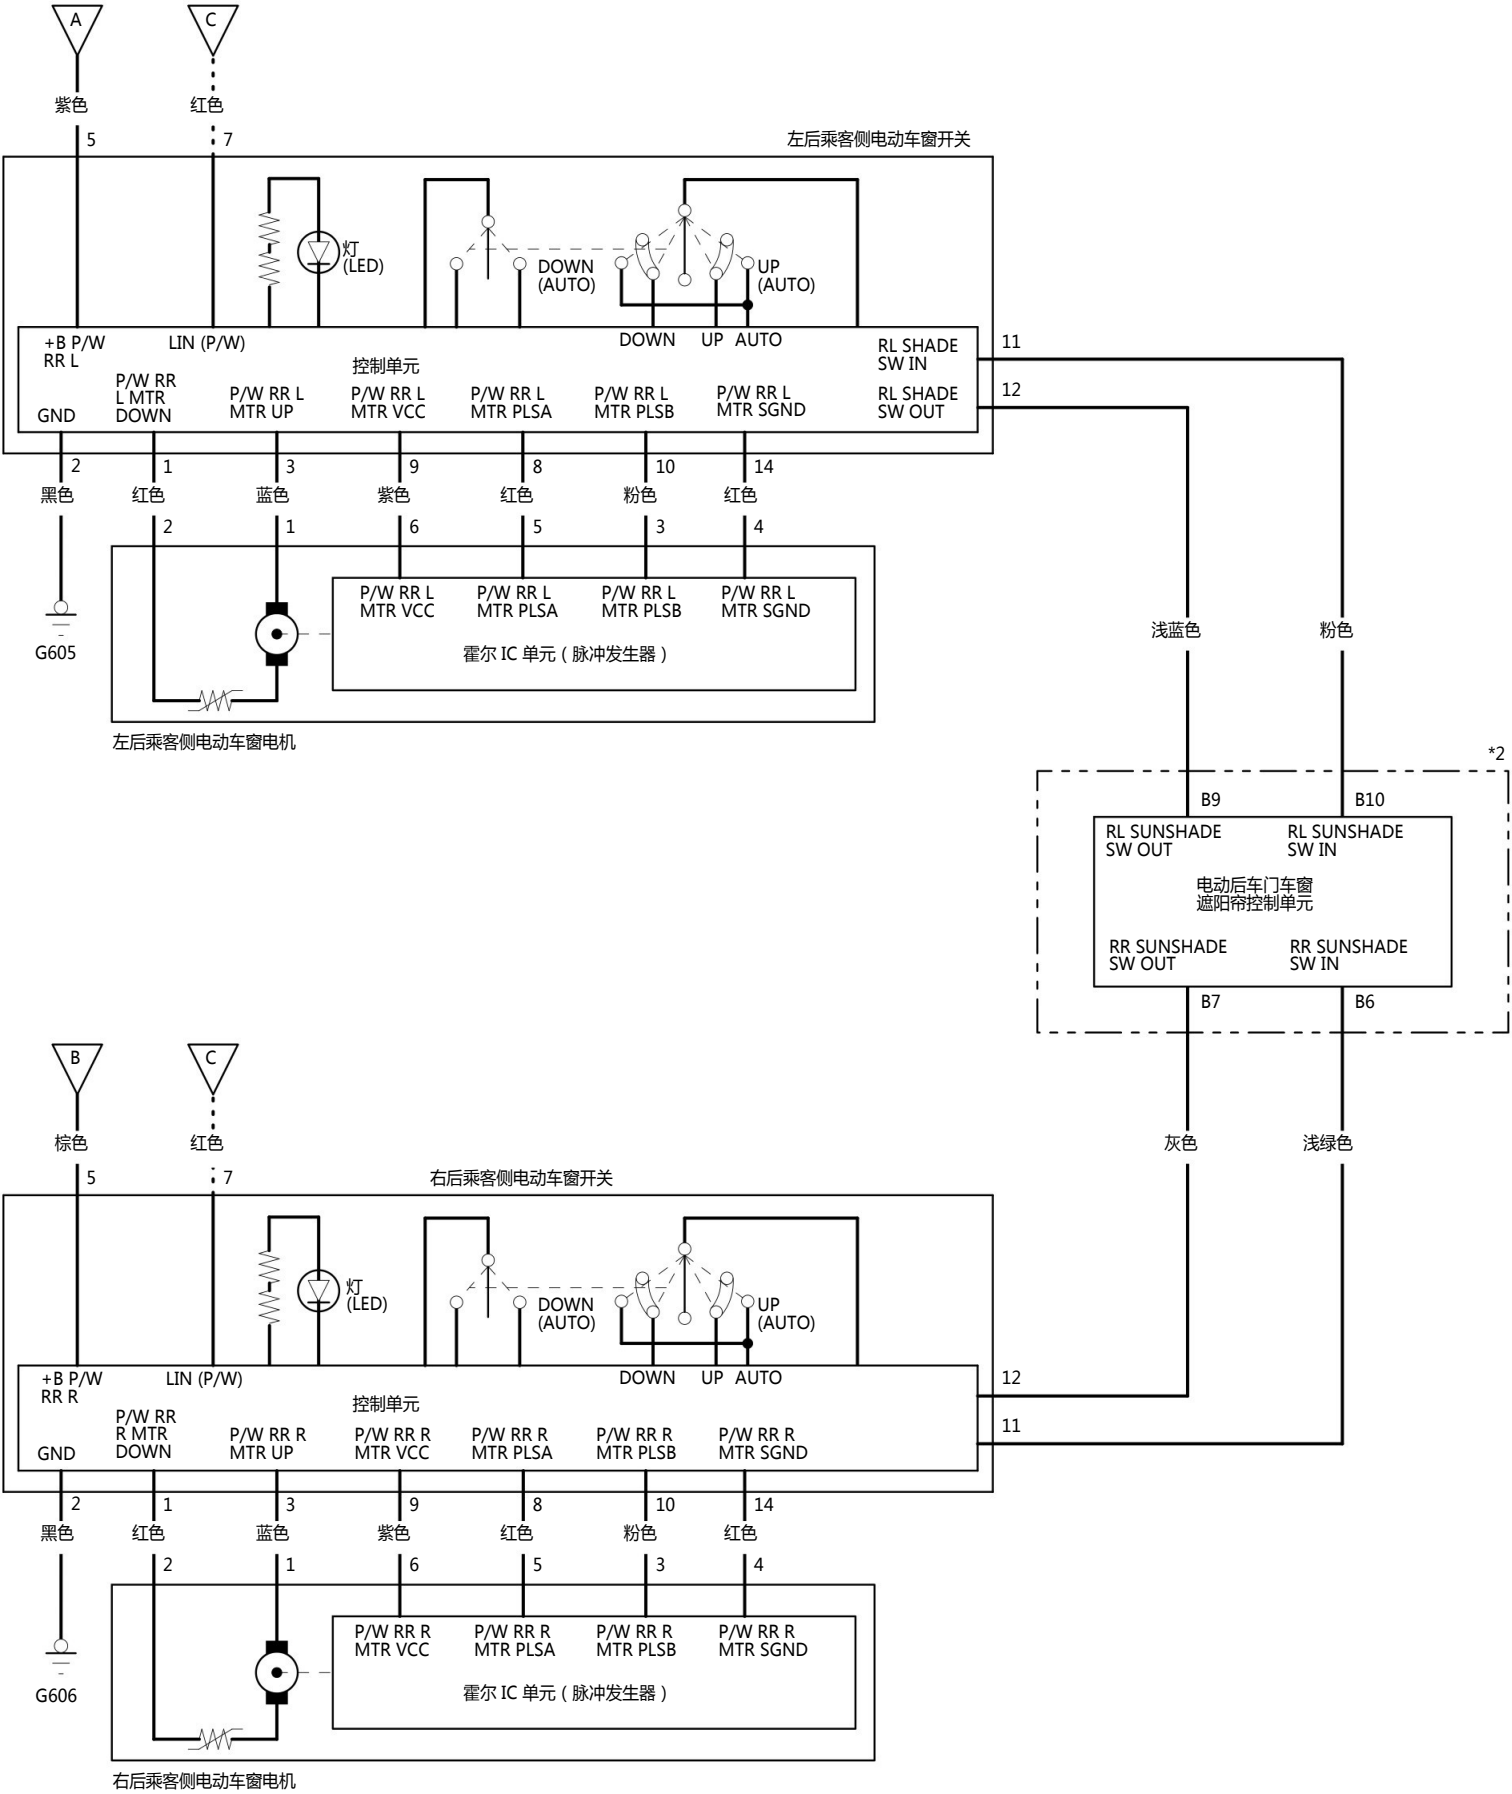 A
C
紫色
红色
5
7
左后乘客侧电动车窗开关
灯
(LED)
DOWN
(AUTO)
UP
(AUTO)
+B P/W
RR L
LIN (P/W)
控制单元
DOWN
UP
AUTO
RL SHADE
SW IN
11
GND
P/W RR
L MTR
DOWN
P/W RR L
MTR UP
P/W RR L
MTR VCC
P/W RR L
MTR PLSA
P/W RR L
MTR PLSB
P/W RR L
MTR SGND
RL SHADE
SW OUT
12
2
1
3
9
8
10
14
黑色
红色
蓝色
紫色
红色
粉色
红色
2
1
6
5
3
4
P/W RR L
MTR VCC
P/W RR L
MTR PLSA
P/W RR L
MTR PLSB
P/W RR L
MTR SGND
霍尔 IC 单元（脉冲发生器）
G605
左后乘客侧电动车窗电机
浅蓝色
粉色
*2
B9
B10
RL SUNSHADE
SW OUT
RL SUNSHADE
SW IN
电动后车门车窗
遮阳帘控制单元
RR SUNSHADE
SW OUT
RR SUNSHADE
SW IN
B7
B6
灰色
浅绿色
B
C
棕色
红色
5
7
右后乘客侧电动车窗开关
灯
(LED)
DOWN
(AUTO)
UP
(AUTO)
+B P/W
RR R
LIN (P/W)
控制单元
DOWN
UP
AUTO
12
11
GND
P/W RR
R MTR
DOWN
P/W RR R
MTR UP
P/W RR R
MTR VCC
P/W RR R
MTR PLSA
P/W RR R
MTR PLSB
P/W RR R
MTR SGND
2
1
3
9
8
10
14
黑色
红色
蓝色
紫色
红色
粉色
红色
2
1
6
5
3
4
P/W RR R
MTR VCC
P/W RR R
MTR PLSA
P/W RR R
MTR PLSB
P/W RR R
MTR SGND
霍尔 IC 单元（脉冲发生器）
G606
右后乘客侧电动车窗电机